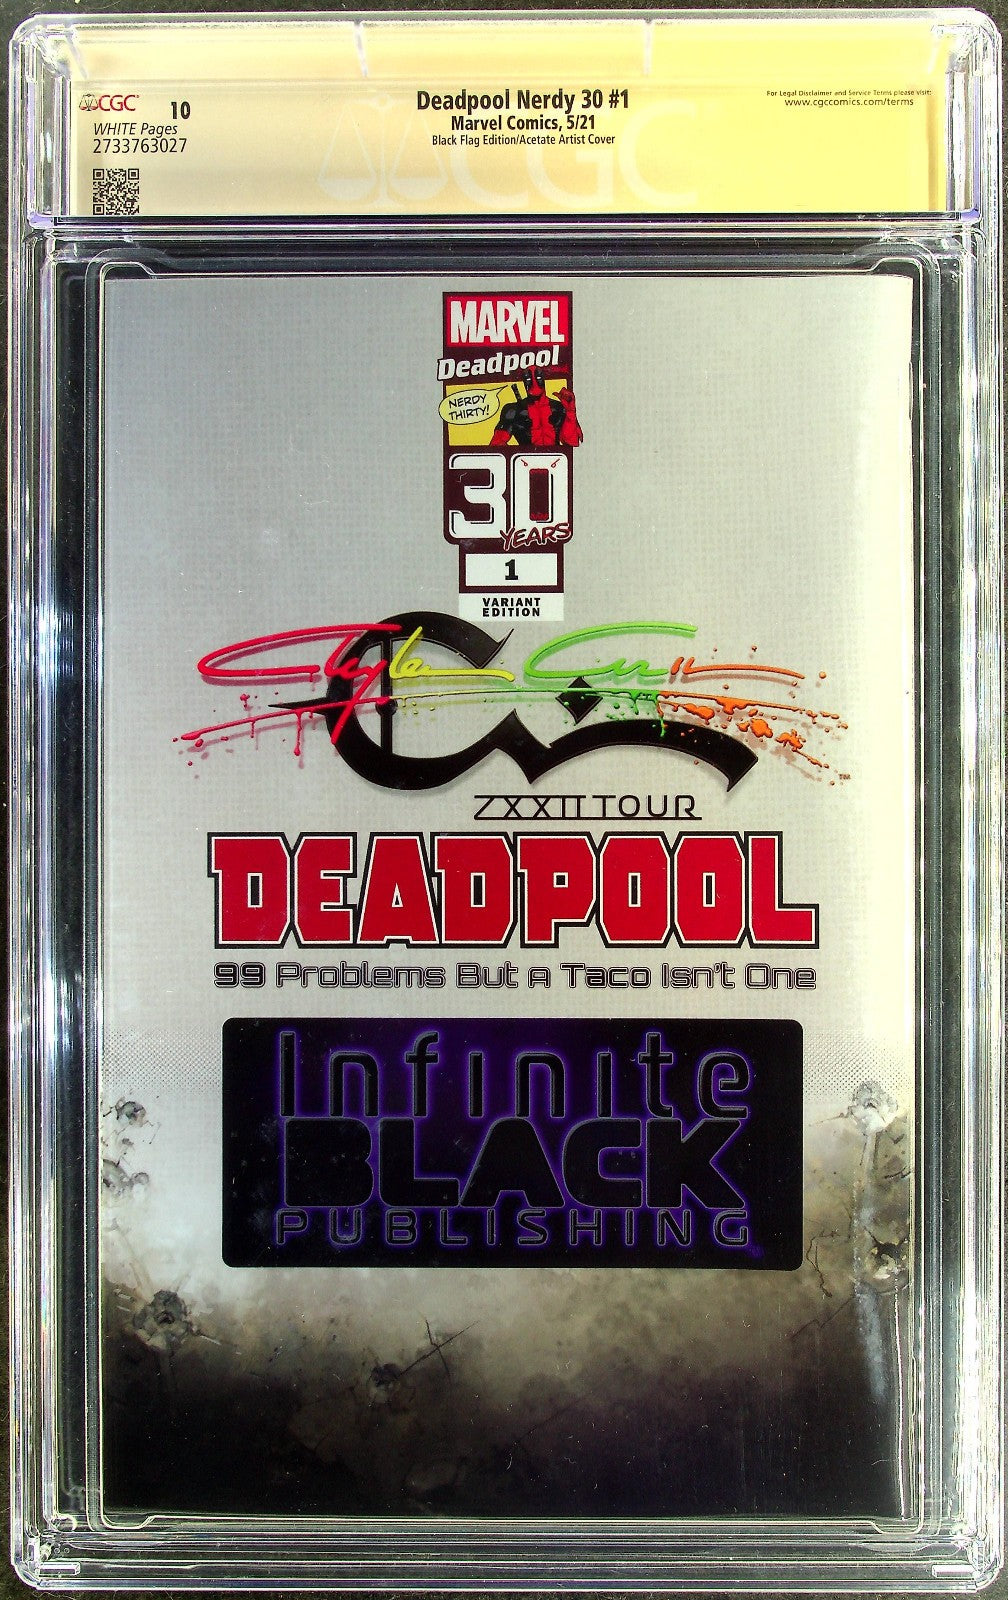 CGC
10
WHITE Pages
2733763027
Deadpool Nerdy 30 #1
Marvel Comics, 5/21
Black Flag Edition/Acetate Artist Cover
For Legal Disclaimer and Service Terms please visit:
www.cgccomics.com/terms
CGC
MARVEL
Deadpool
NERDY
THIRTY!
30
YEARS
1
VARIANT
EDITION
ZXXII TOUR
DEADPOOL
99 Problems But A Taco Isn't One
Infinite
BLACK
PUBLISHING